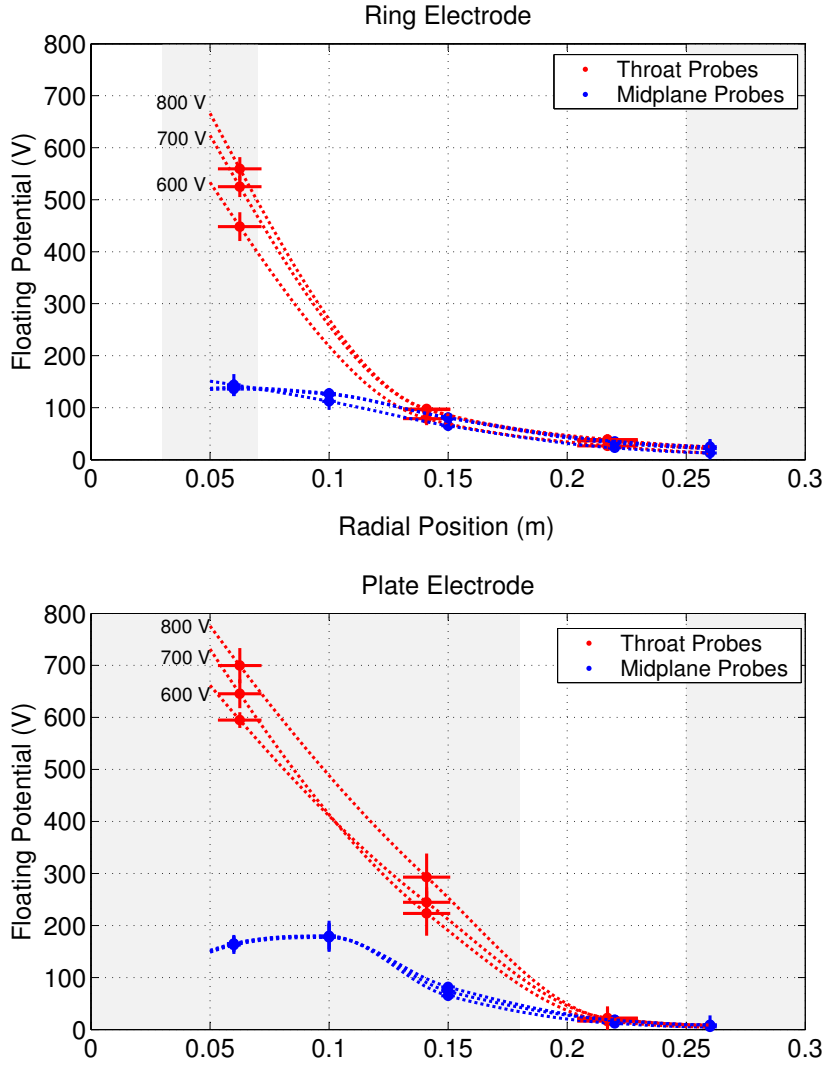 Ring Electrode
800
700
600
500
400
300
200
100
0
Floating Potential (V)
800 V
700 V
600 V
Throat Probes
Midplane Probes
0 0.05 0.1 0.15 0.2 0.25 0.3
Radial Position (m)
Plate Electrode
800
700
600
500
400
300
200
100
0
Floating Potential (V)
800 V
700 V
600 V
Throat Probes
Midplane Probes
0 0.05 0.1 0.15 0.2 0.25 0.3